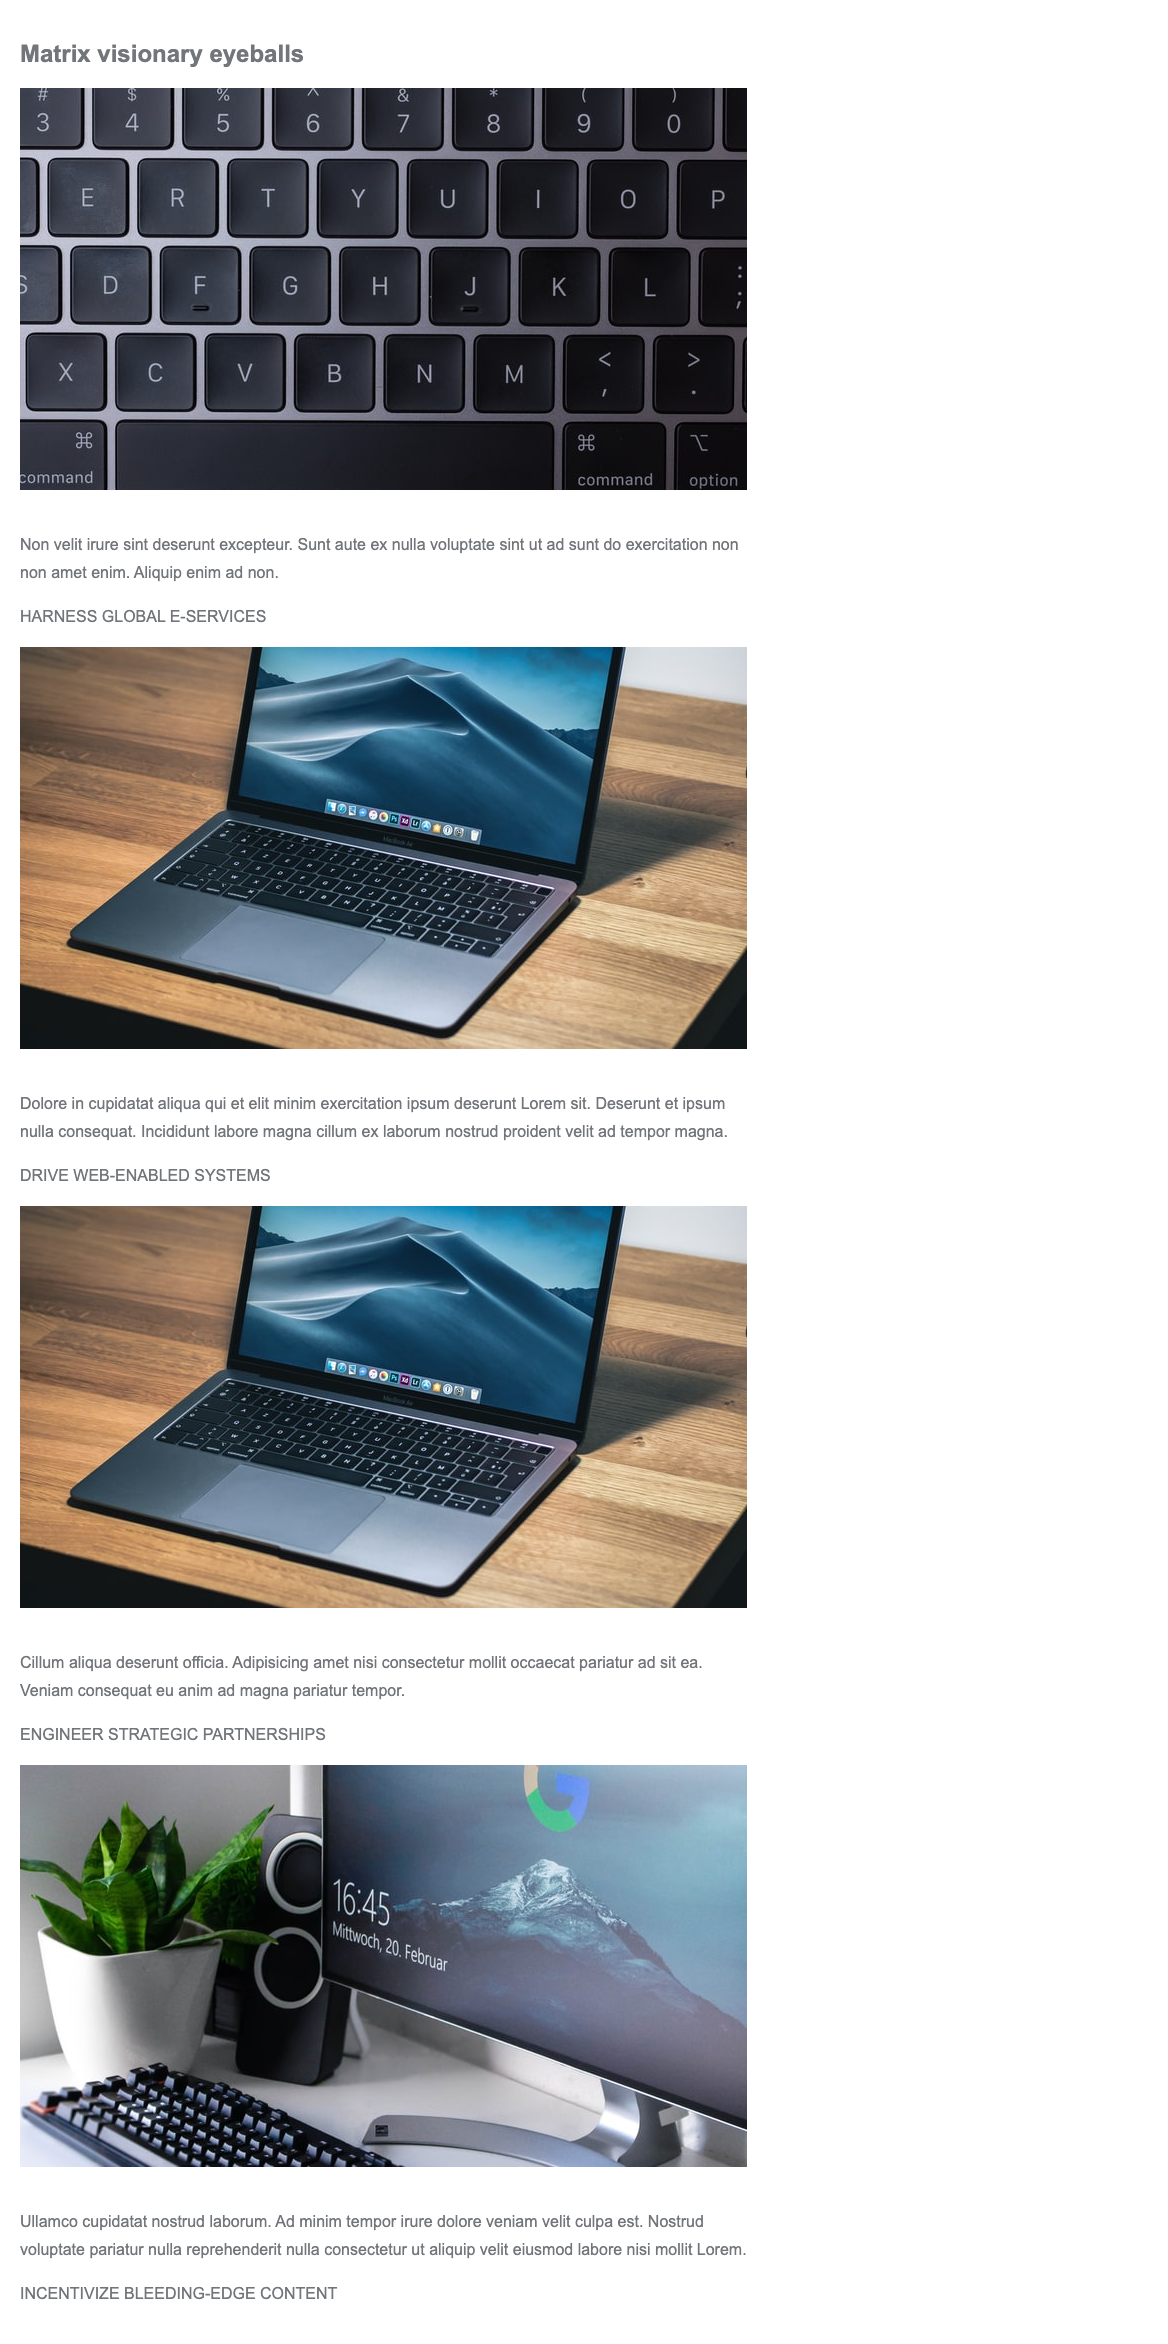 Matrix visionary eyeballs
# $ % ^ & * ( )
3 4 5 6 7 8 9 0
E R T Y U I O P
S D F G H J K L : ;
X C V B N M < , > .
⌘ ⌘ ⌥
command command option
Non velit irure sint deserunt excepteur. Sunt aute ex nulla voluptate sint ut ad sunt do exercitation non
non amet enim. Aliquip enim ad non.
HARNESS GLOBAL E-SERVICES
MacBook Air
Dolore in cupidatat aliqua qui et elit minim exercitation ipsum deserunt Lorem sit. Deserunt et ipsum
nulla consequat. Incididunt labore magna cillum ex laborum nostrud proident velit ad tempor magna.
DRIVE WEB-ENABLED SYSTEMS
MacBook Air
Cillum aliqua deserunt officia. Adipisicing amet nisi consectetur mollit occaecat pariatur ad sit ea.
Veniam consequat eu anim ad magna pariatur tempor.
ENGINEER STRATEGIC PARTNERSHIPS
G
16:45
Mittwoch, 20. Februar
Ullamco cupidatat nostrud laborum. Ad minim tempor irure dolore veniam velit culpa est. Nostrud
voluptate pariatur nulla reprehenderit nulla consectetur ut aliquip velit eiusmod labore nisi mollit Lorem.
INCENTIVIZE BLEEDING-EDGE CONTENT